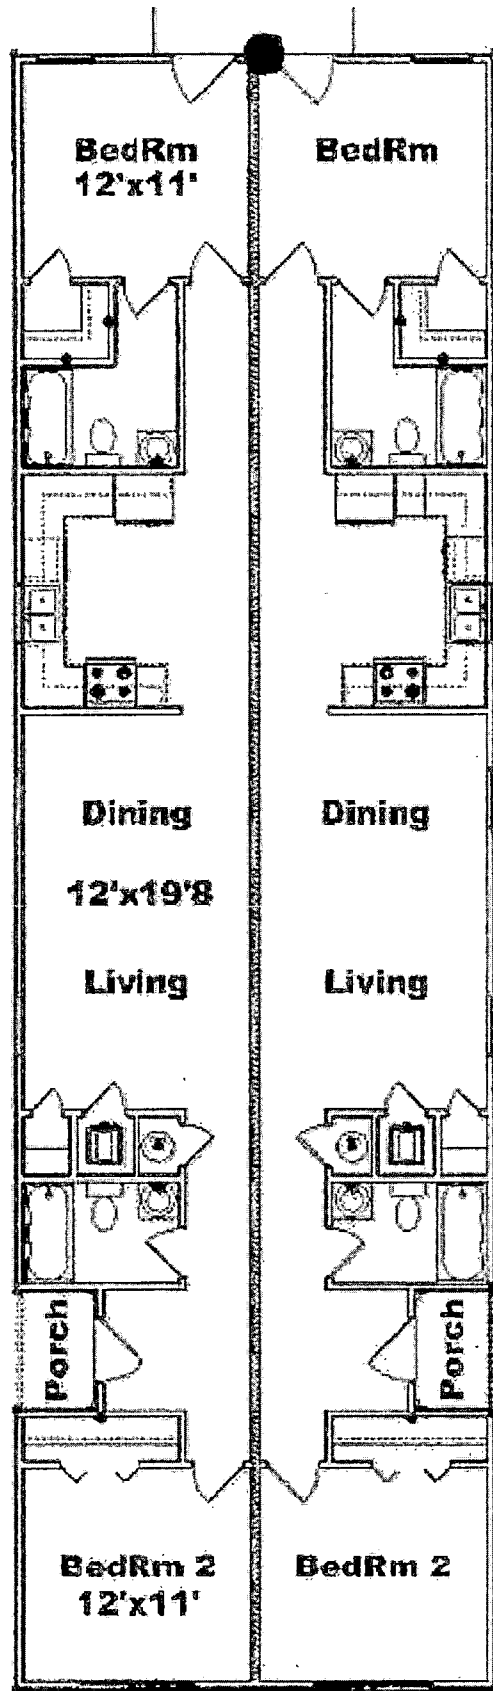 BedRm
12'x11'
BedRm
Dining
12'x19'8
Living
Dining
Living
Porch
Porch
BedRm 2
12'x11'
BedRm 2